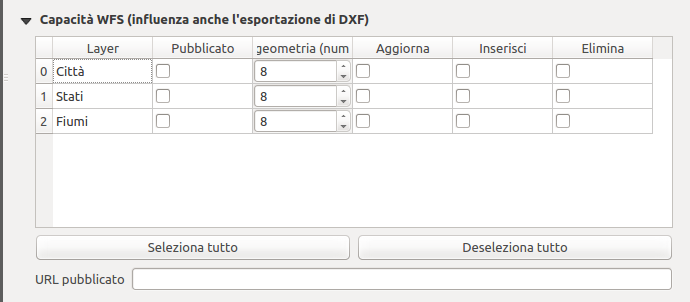 Capacità WFS (influenza anche l'esportazione di DXF)
Layer Pubblicato geometria (num Aggiorna Inserisci Elimina
0 Città 8
1 Stati 8
2 Fiumi 8
Seleziona tutto Deseleziona tutto
URL pubblicato